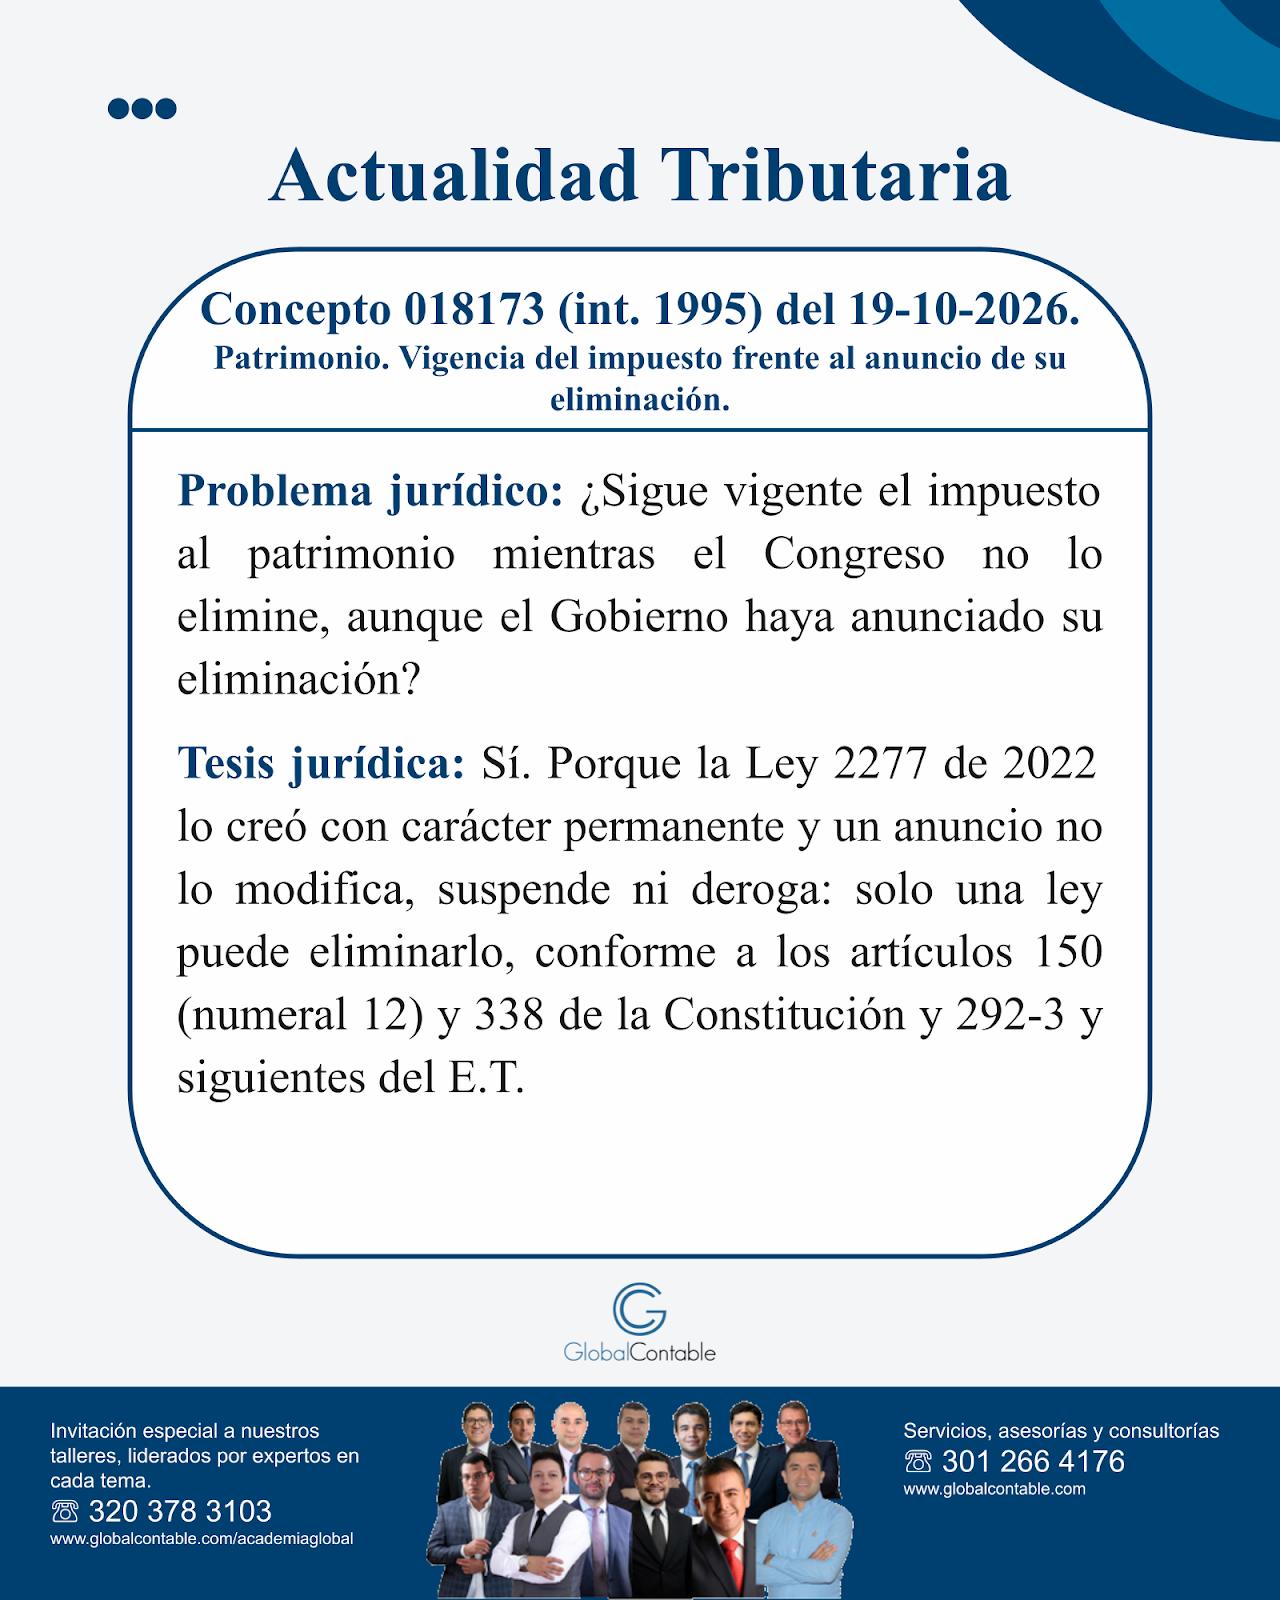 Actualidad Tributaria
Concepto 018173 (int. 1995) del 19-10-2026.
Patrimonio. Vigencia del impuesto frente al anuncio de su
eliminación.
Problema jurídico: ¿Sigue vigente el impuesto
al patrimonio mientras el Congreso no lo
elimine, aunque el Gobierno haya anunciado su
eliminación?
Tesis jurídica: Sí. Porque la Ley 2277 de 2022
lo creó con carácter permanente y un anuncio no
lo modifica, suspende ni deroga: solo una ley
puede eliminarlo, conforme a los artículos 150
(numeral 12) y 338 de la Constitución y 292-3 y
siguientes del E.T.
GlobalContable
Invitación especial a nuestros
talleres, liderados por expertos en
cada tema.
☏ 320 378 3103
www.globalcontable.com/academiaglobal
Servicios, asesorías y consultorías
☏ 301 266 4176
www.globalcontable.com